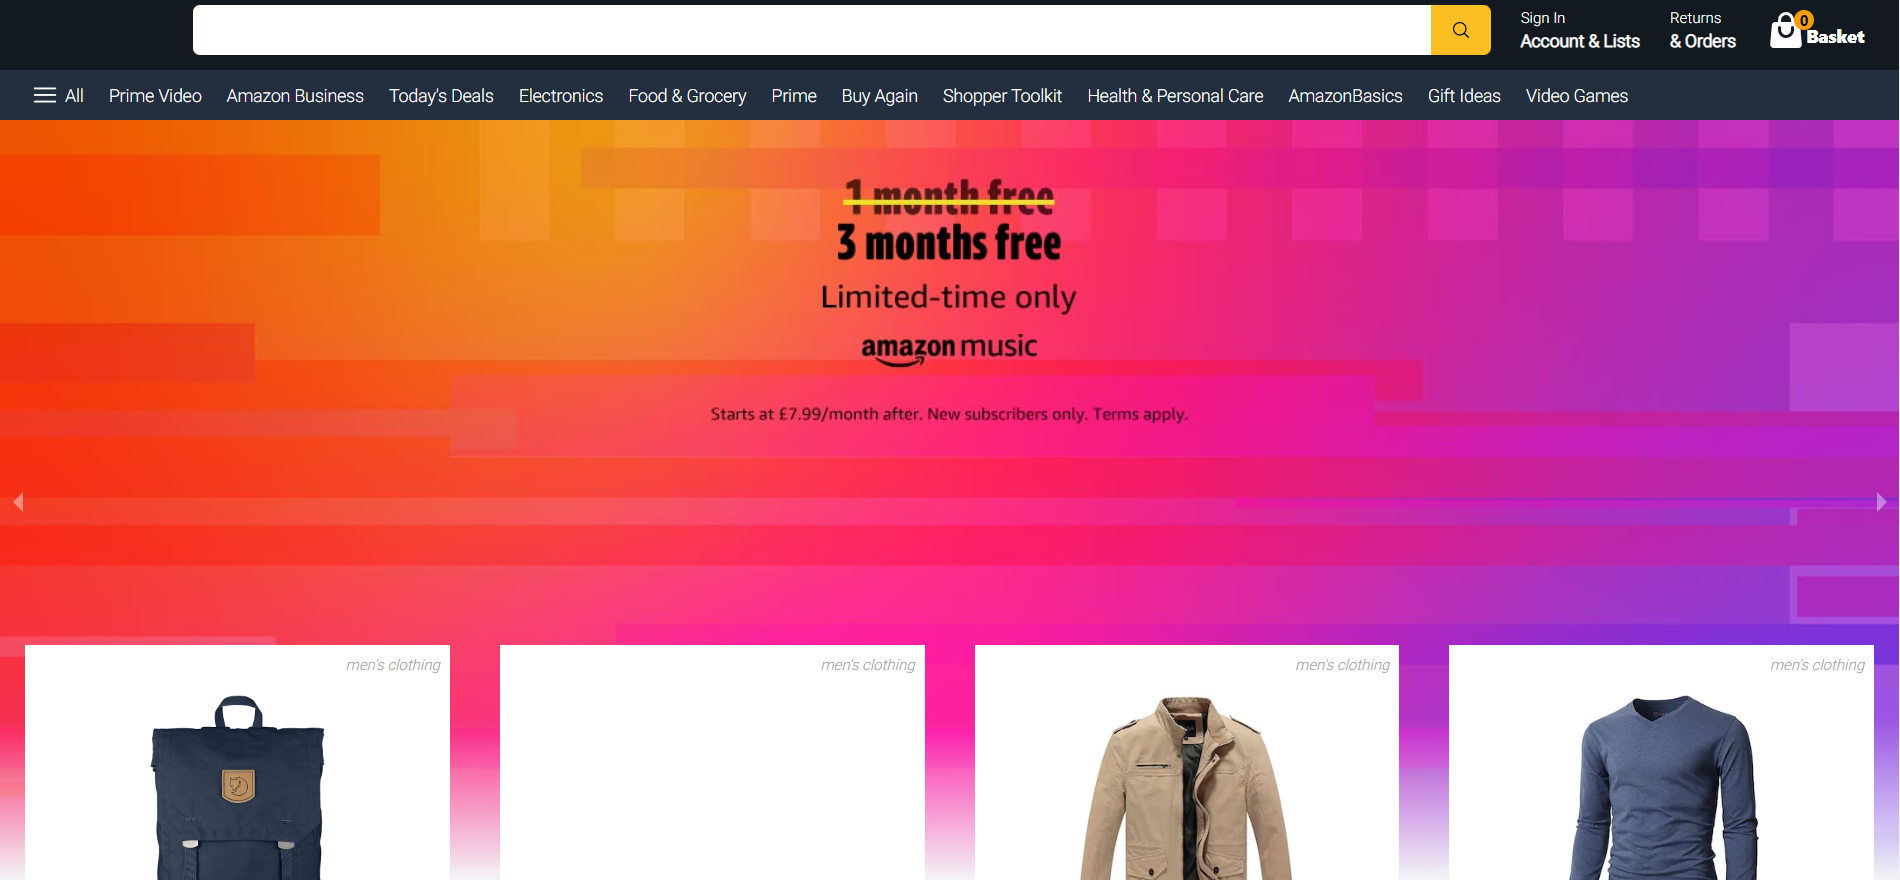 Sign In
Account & Lists
Returns
& Orders
0
Basket
All Prime Video Amazon Business Today's Deals Electronics Food & Grocery Prime Buy Again Shopper Toolkit Health & Personal Care AmazonBasics Gift Ideas Video Games
1 month free
3 months free
Limited-time only
amazon music
Starts at £7.99/month after. New subscribers only. Terms apply.
men's clothing
men's clothing
men's clothing
men's clothing